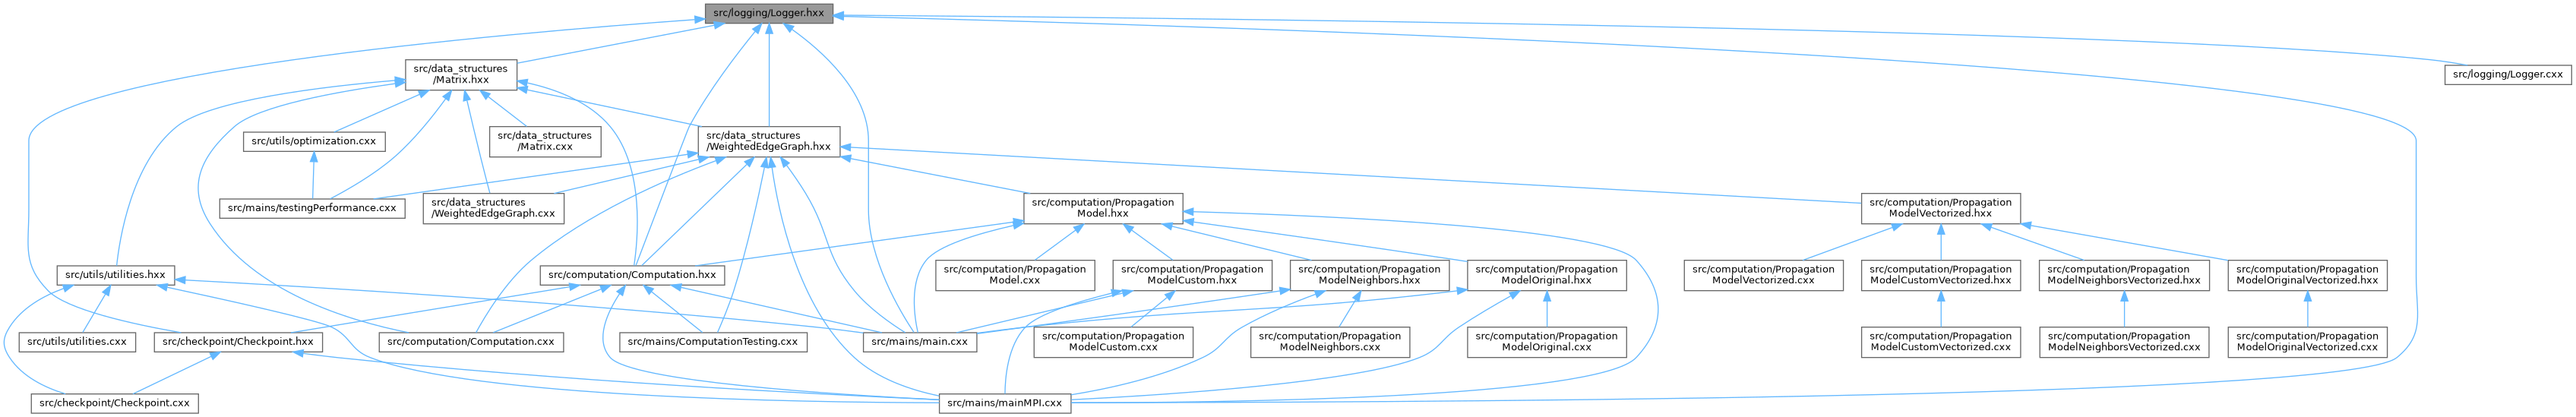 src/logging/Logger.hxx
src/data_structures
/Matrix.hxx
src/logging/Logger.cxx
src/utils/optimization.cxx
src/data_structures
/Matrix.cxx
src/data_structures
/WeightedEdgeGraph.hxx
src/mains/testingPerformance.cxx
src/data_structures
/WeightedEdgeGraph.cxx
src/computation/Propagation
Model.hxx
src/computation/Propagation
ModelVectorized.hxx
src/utils/utilities.hxx
src/computation/Computation.hxx
src/computation/Propagation
Model.cxx
src/computation/Propagation
ModelCustom.hxx
src/computation/Propagation
ModelNeighbors.hxx
src/computation/Propagation
ModelOriginal.hxx
src/computation/Propagation
ModelVectorized.cxx
src/computation/Propagation
ModelCustomVectorized.hxx
src/computation/Propagation
ModelNeighborsVectorized.hxx
src/computation/Propagation
ModelOriginalVectorized.hxx
src/utils/utilities.cxx
src/checkpoint/Checkpoint.hxx
src/computation/Computation.cxx
src/mains/ComputationTesting.cxx
src/mains/main.cxx
src/computation/Propagation
ModelCustom.cxx
src/computation/Propagation
ModelNeighbors.cxx
src/computation/Propagation
ModelOriginal.cxx
src/computation/Propagation
ModelCustomVectorized.cxx
src/computation/Propagation
ModelNeighborsVectorized.cxx
src/computation/Propagation
ModelOriginalVectorized.cxx
src/checkpoint/Checkpoint.cxx
src/mains/mainMPI.cxx